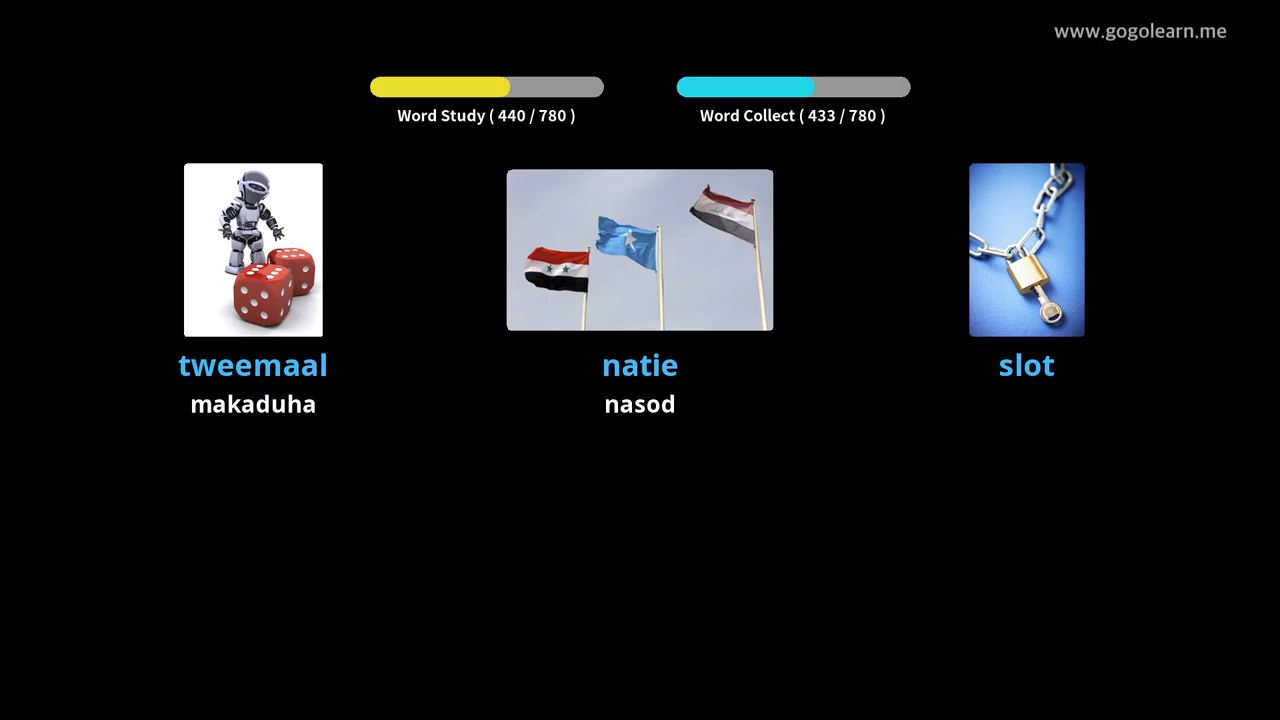 www.gogolearn.me
Word Study ( 440 / 780 )
Word Collect ( 433 / 780 )
tweemaal
natie
slot
makaduha
nasod